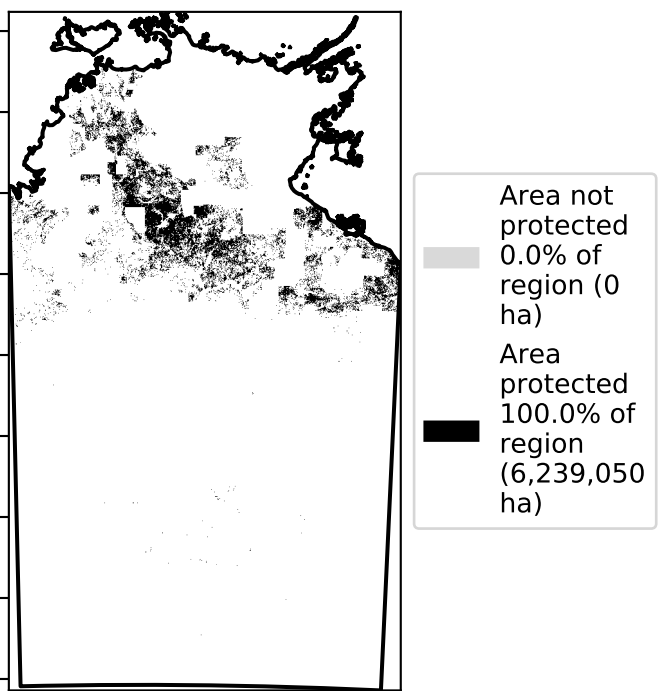 Area not
protected
0.0% of
region (0
ha)
Area
protected
100.0% of
region
(6,239,050
ha)